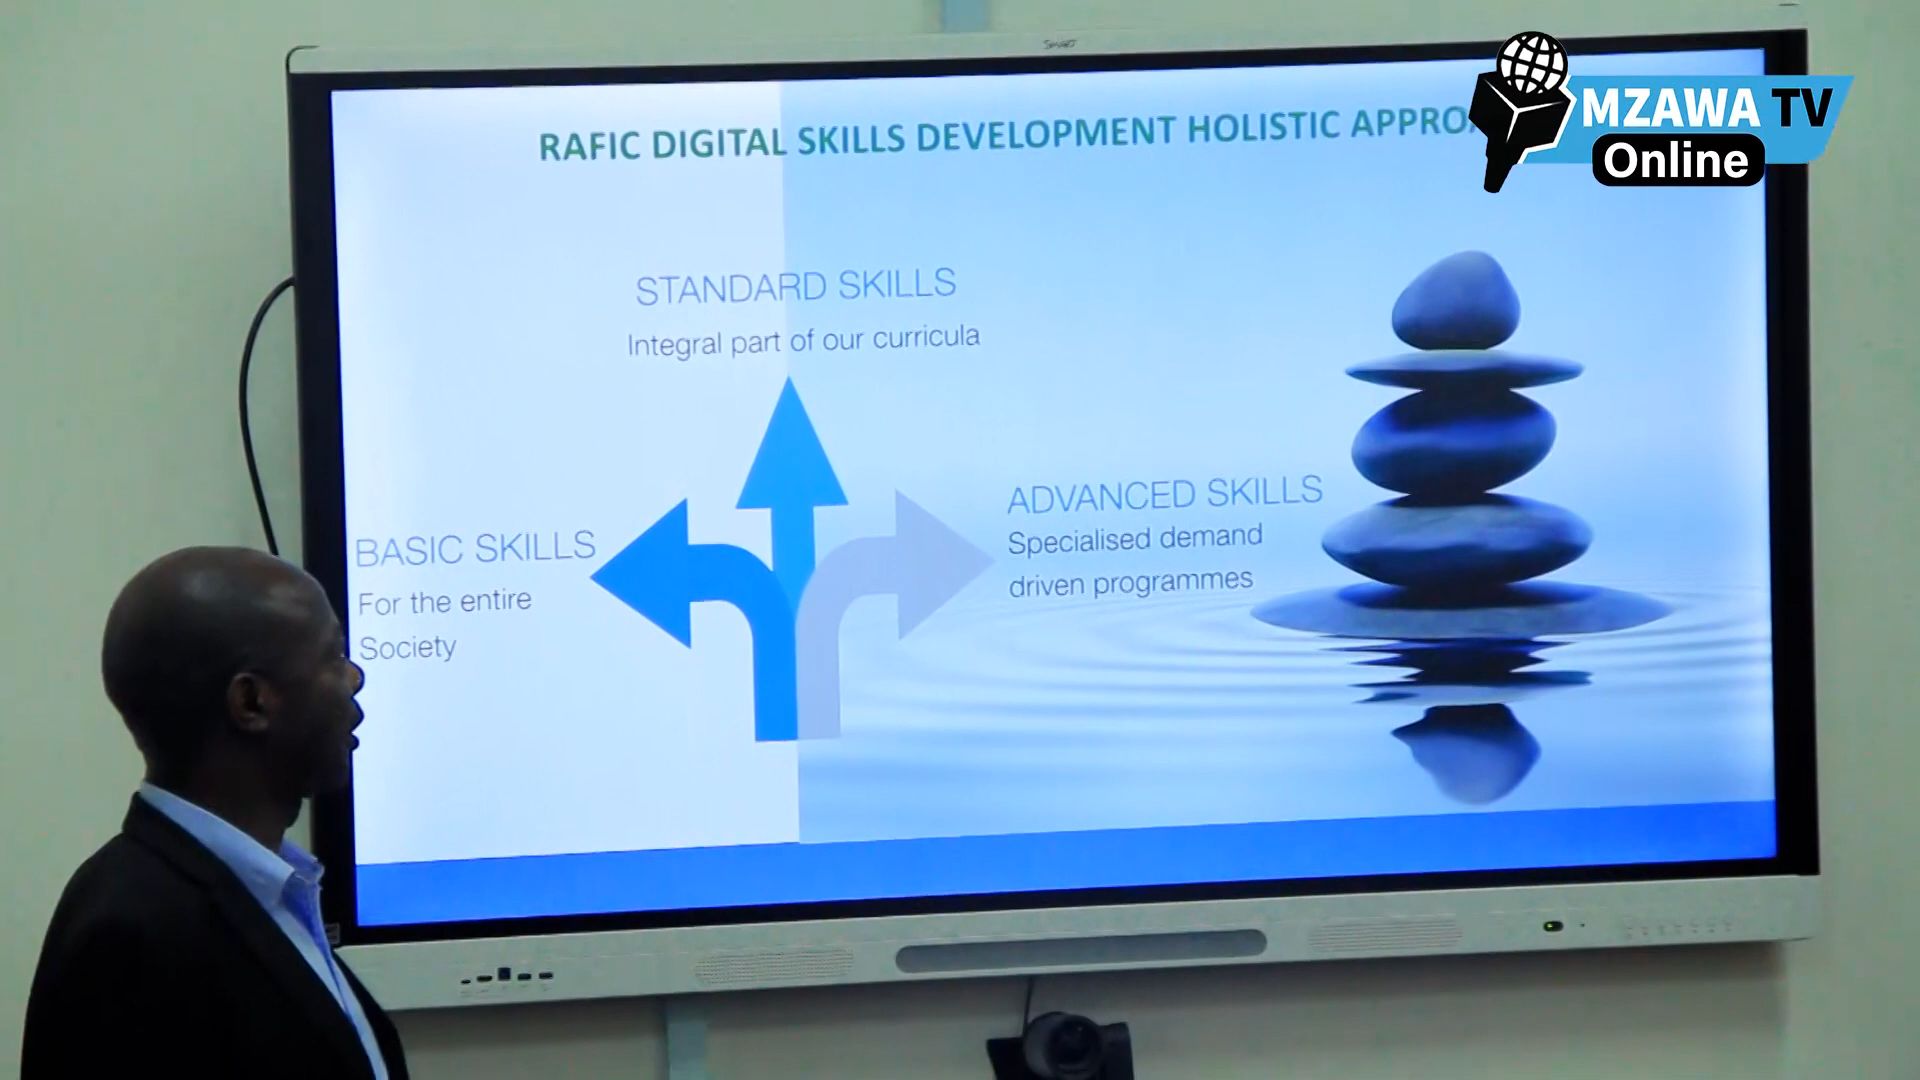 SMART
MZAWA TV
Online
RAFIC DIGITAL SKILLS DEVELOPMENT HOLISTIC
STANDARD SKILLS
Integral part of our curricula
ADVANCED SKILLS
Specialised demand
driven programmes
BASIC SKILLS
For the entire
Society